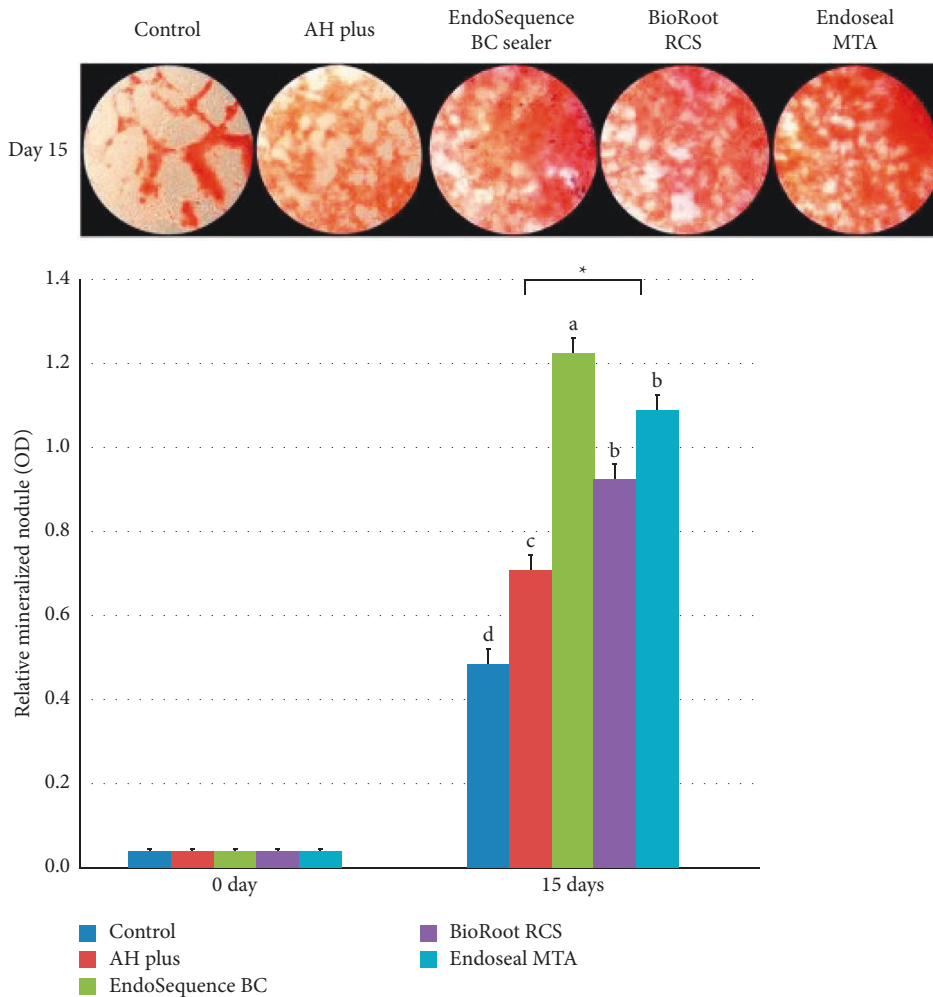 Control
AH plus
EndoSequence
BC sealer
BioRoot
RCS
Endoseal
MTA
Day 15
Relative mineralized nodule (OD)
1.4
1.2
1.0
0.8
0.6
0.4
0.2
0.0
*
a
b
b
c
d
0 day
15 days
Control
AH plus
EndoSequence BC
BioRoot RCS
Endoseal MTA